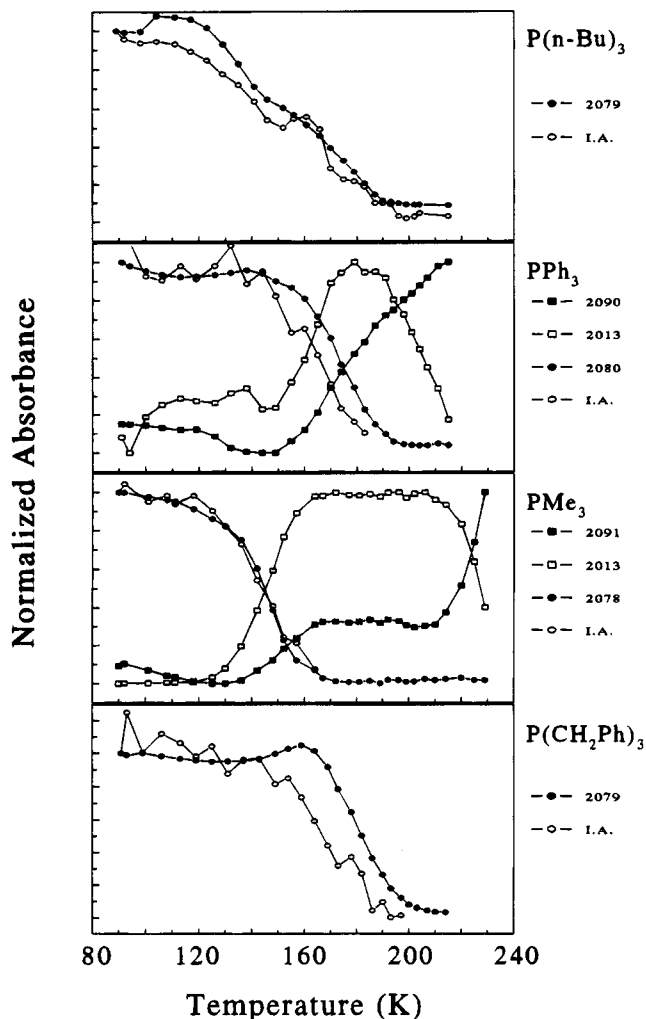 P(n-Bu)3
2079
I.A.
PPh3
2090
2013
2080
I.A.
PMe3
2091
2013
2078
I.A.
P(CH2Ph)3
2079
I.A.
Normalized Absorbance
80 120 160 200 240
Temperature (K)